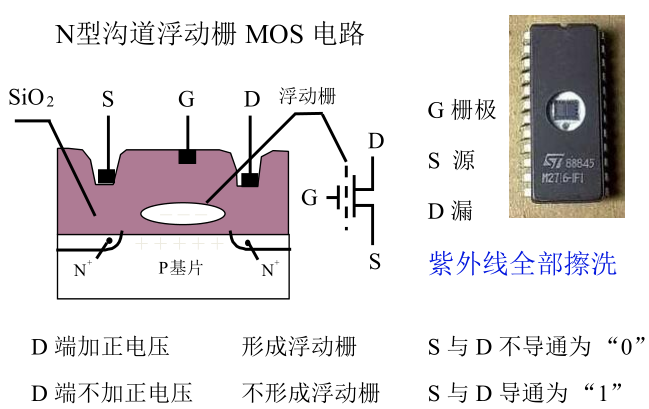 N型沟道浮动栅 MOS 电路
SiO2 S G D 浮动栅
G 栅极
S 源
D 漏
紫外线全部擦洗
D
G
S
N+ P基片 N+
ST 88845
M2716-1F1
D 端加正电压 形成浮动栅 S 与 D 不导通为 “0”
D 端不加正电压 不形成浮动栅 S 与 D 导通为 “1”